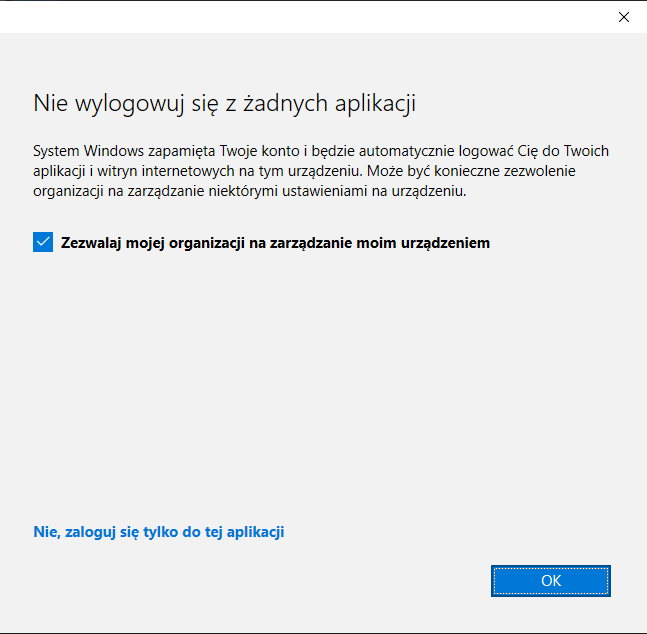 Nie wylogowuj się z żadnych aplikacji
System Windows zapamięta Twoje konto i będzie automatycznie logować Cię do Twoich
aplikacji i witryn internetowych na tym urządzeniu. Może być konieczne zezwolenie
organizacji na zarządzanie niektórymi ustawieniami na urządzeniu.
Zezwalaj mojej organizacji na zarządzanie moim urządzeniem
Nie, zaloguj się tylko do tej aplikacji
OK